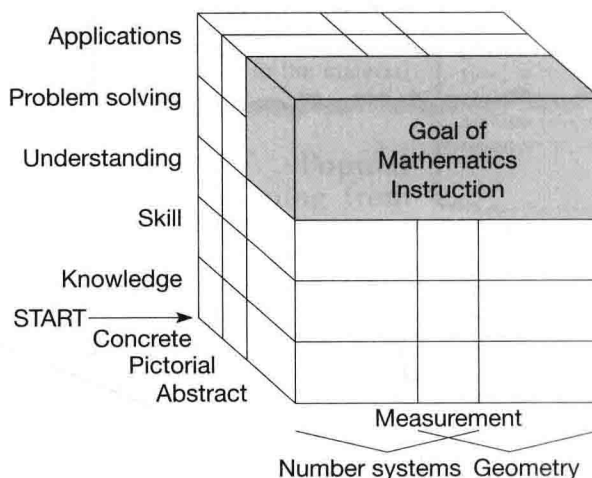 Applications
Problem solving
Understanding
Skill
Knowledge
START
Concrete
Pictorial
Abstract
Goal of
Mathematics
Instruction
Measurement
Number systems Geometry